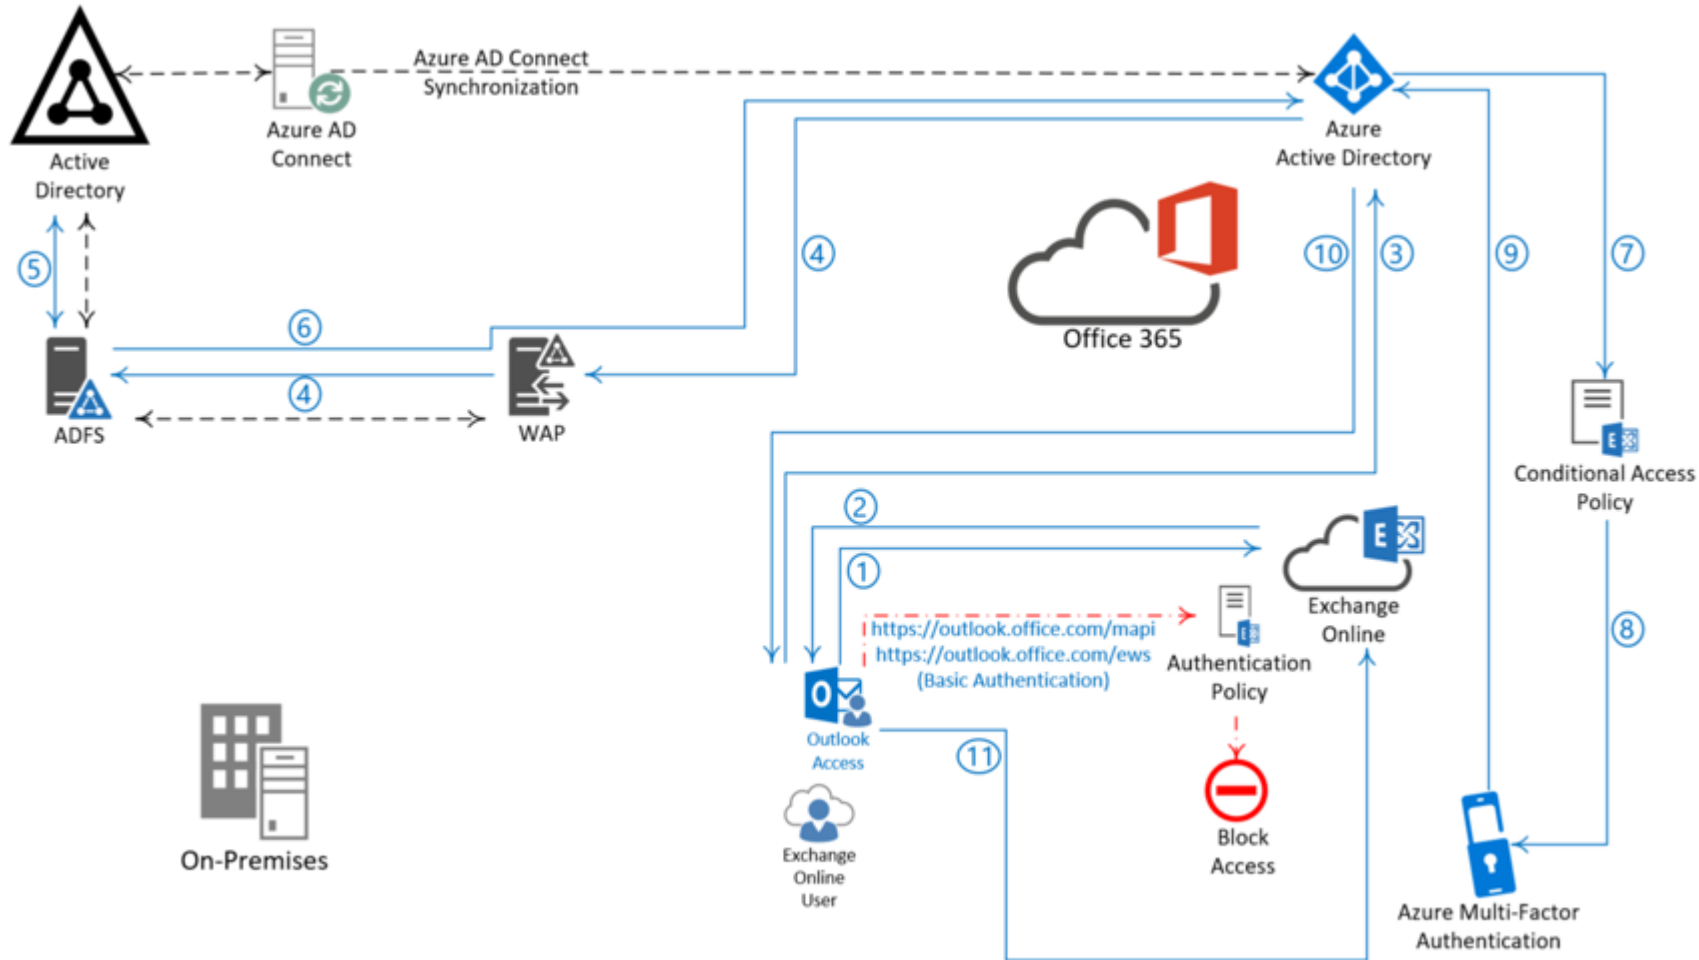 Azure AD Connect
Synchronization
Active
Directory
Azure AD
Connect
Azure
Active Directory
5
4
10
3
9
7
Office 365
6
4
ADFS
WAP
Conditional Access
Policy
2
1
Exchange
Online
https://outlook.office.com/mapi
https://outlook.office.com/ews
(Basic Authentication)
Authentication
Policy
8
Outlook
Access
11
Block
Access
On-Premises
Exchange
Online
User
Azure Multi-Factor
Authentication